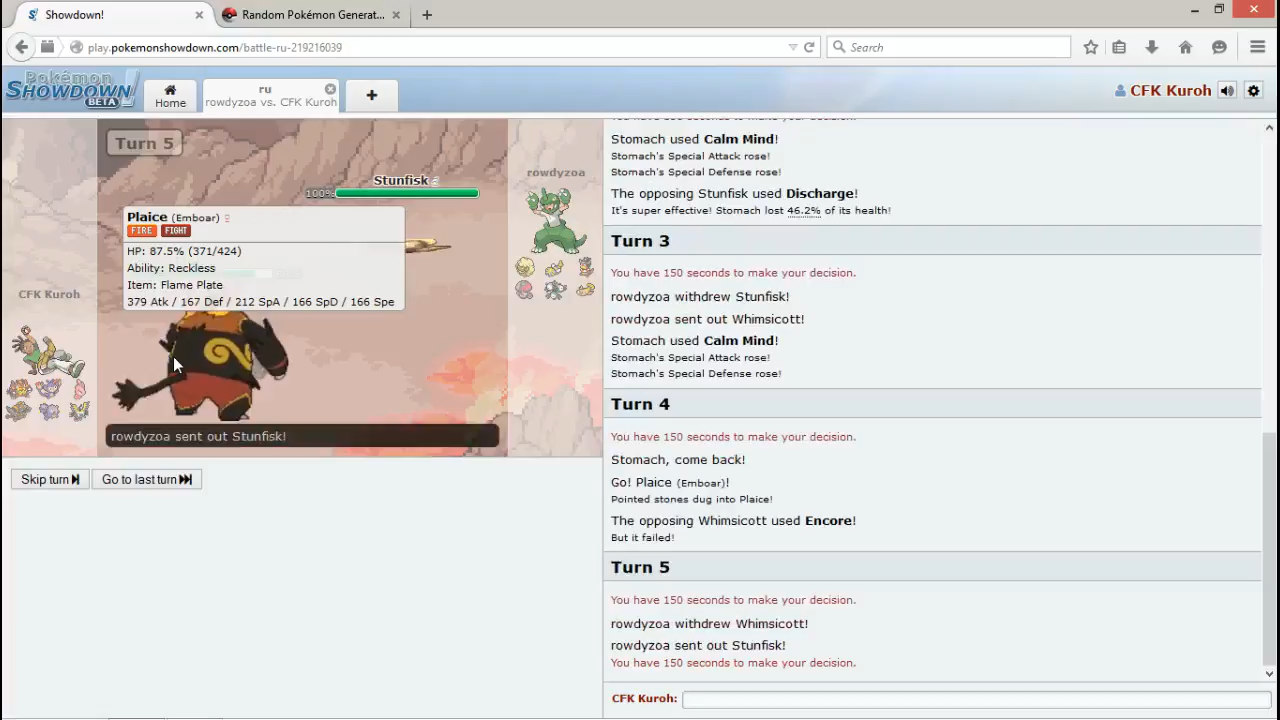 Showdown!
Random Pokémon Generat...
play.pokemonshowdown.com/battle-ru-219216039
Search
Pokémon
SHOWDOWN
BETA
Home
ru
rowdyzoa vs. CFK Kuroh
CFK Kuroh
Turn 5
Stunfisk
100%
rowdyzoa
Plaice (Emboar) ♀
FIRE FIGHT
HP: 87.5% (371/424)
Ability: Reckless
Item: Flame Plate
379 Atk / 167 Def / 212 SpA / 166 SpD / 166 Spe
CFK Kuroh
rowdyzoa sent out Stunfisk!
Skip turn
Go to last turn
Stomach used Calm Mind!
Stomach's Special Attack rose!
Stomach's Special Defense rose!
The opposing Stunfisk used Discharge!
It's super effective! Stomach lost 46.2% of its health!
Turn 3
You have 150 seconds to make your decision.
rowdyzoa withdrew Stunfisk!
rowdyzoa sent out Whimsicott!
Stomach used Calm Mind!
Stomach's Special Attack rose!
Stomach's Special Defense rose!
Turn 4
You have 150 seconds to make your decision.
Stomach, come back!
Go! Plaice (Emboar)!
Pointed stones dug into Plaice!
The opposing Whimsicott used Encore!
But it failed!
Turn 5
You have 150 seconds to make your decision.
rowdyzoa withdrew Whimsicott!
rowdyzoa sent out Stunfisk!
You have 150 seconds to make your decision.
CFK Kuroh: